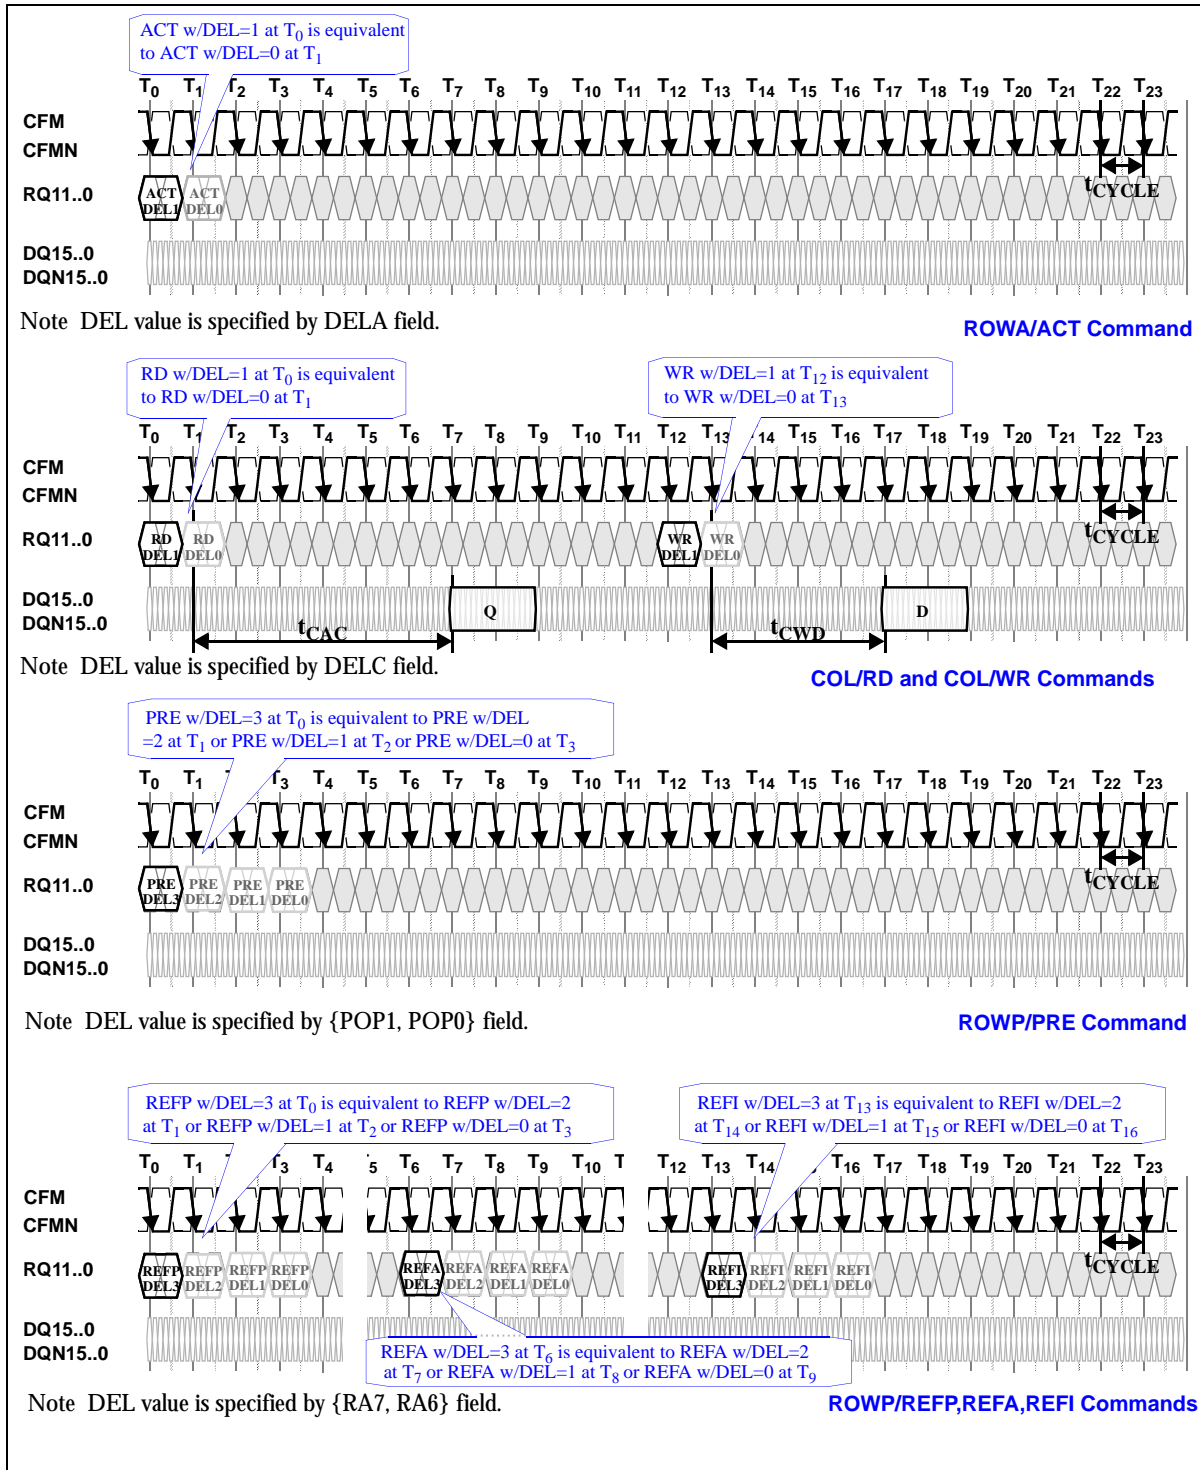 ACT w/DEL=1 at T0 is equivalent
to ACT w/DEL=0 at T1
T0 T1 T2 T3 T4 T5 T6 T7 T8 T9 T10 T11 T12 T13 T14 T15 T16 T17 T18 T19 T20 T21 T22 T23
CFM
CFMN
RQ11..0
ACT DEL1
ACT DEL0
tCYCLE
DQ15..0
DQN15..0
Note DEL value is specified by DELA field.
ROWA/ACT Command
RD w/DEL=1 at T0 is equivalent
to RD w/DEL=0 at T1
WR w/DEL=1 at T12 is equivalent
to WR w/DEL=0 at T13
T0 T1 T2 T3 T4 T5 T6 T7 T8 T9 T10 T11 T12 T13 T14 T15 T16 T17 T18 T19 T20 T21 T22 T23
CFM
CFMN
RQ11..0
RD DEL1
RD DEL0
WR DEL1
WR DEL0
tCYCLE
DQ15..0
DQN15..0
Q
D
tCAC
tCWD
Note DEL value is specified by DELC field.
COL/RD and COL/WR Commands
PRE w/DEL=3 at T0 is equivalent to PRE w/DEL
=2 at T1 or PRE w/DEL=1 at T2 or PRE w/DEL=0 at T3
T0 T1 T3 T4 T5 T6 T7 T8 T9 T10 T11 T12 T13 T14 T15 T16 T17 T18 T19 T20 T21 T22 T23
CFM
CFMN
RQ11..0
PRE DEL3
PRE DEL2
PRE DEL1
PRE DEL0
tCYCLE
DQ15..0
DQN15..0
Note DEL value is specified by {POP1, POP0} field.
ROWP/PRE Command
REFP w/DEL=3 at T0 is equivalent to REFP w/DEL=2
at T1 or REFP w/DEL=1 at T2 or REFP w/DEL=0 at T3
REFI w/DEL=3 at T13 is equivalent to REFI w/DEL=2
at T14 or REFI w/DEL=1 at T15 or REFI w/DEL=0 at T16
T0 T1 T2 T3 T4 5 T6 T7 T8 T9 T10 T T12 T13 T14 T16 T17 T18 T19 T20 T21 T22 T23
CFM
CFMN
RQ11..0
REFP DEL3
REFP DEL2
REFP DEL1
REFP DEL0
REFA DEL3
REFA DEL2
REFA DEL1
REFA DEL0
REFI DEL3
REFI DEL2
REFI DEL1
REFI DEL0
tCYCLE
DQ15..0
DQN15..0
REFA w/DEL=3 at T6 is equivalent to REFA w/DEL=2
at T7 or REFA w/DEL=1 at T8 or REFA w/DEL=0 at T9
Note DEL value is specified by {RA7, RA6} field.
ROWP/REFP,REFA,REFI Commands